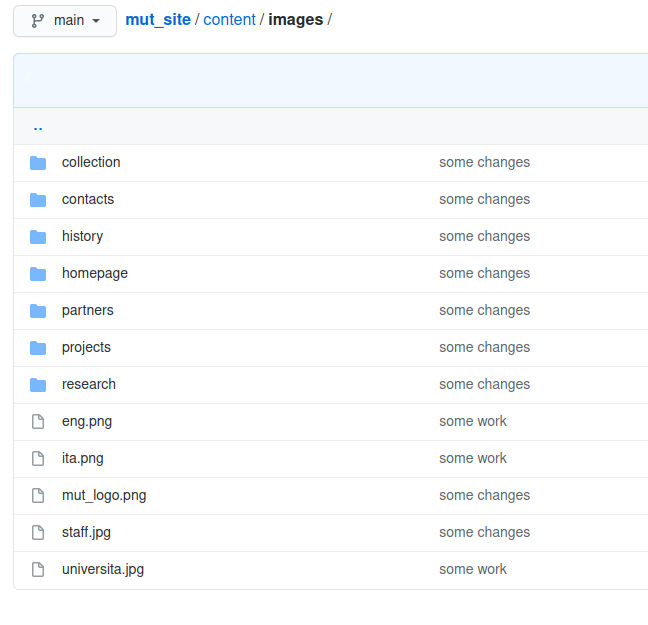 main mut_site / content / images /
..
collection some changes
contacts some changes
history some changes
homepage some changes
partners some changes
projects some changes
research some changes
eng.png some work
ita.png some work
mut_logo.png some changes
staff.jpg some changes
universita.jpg some work